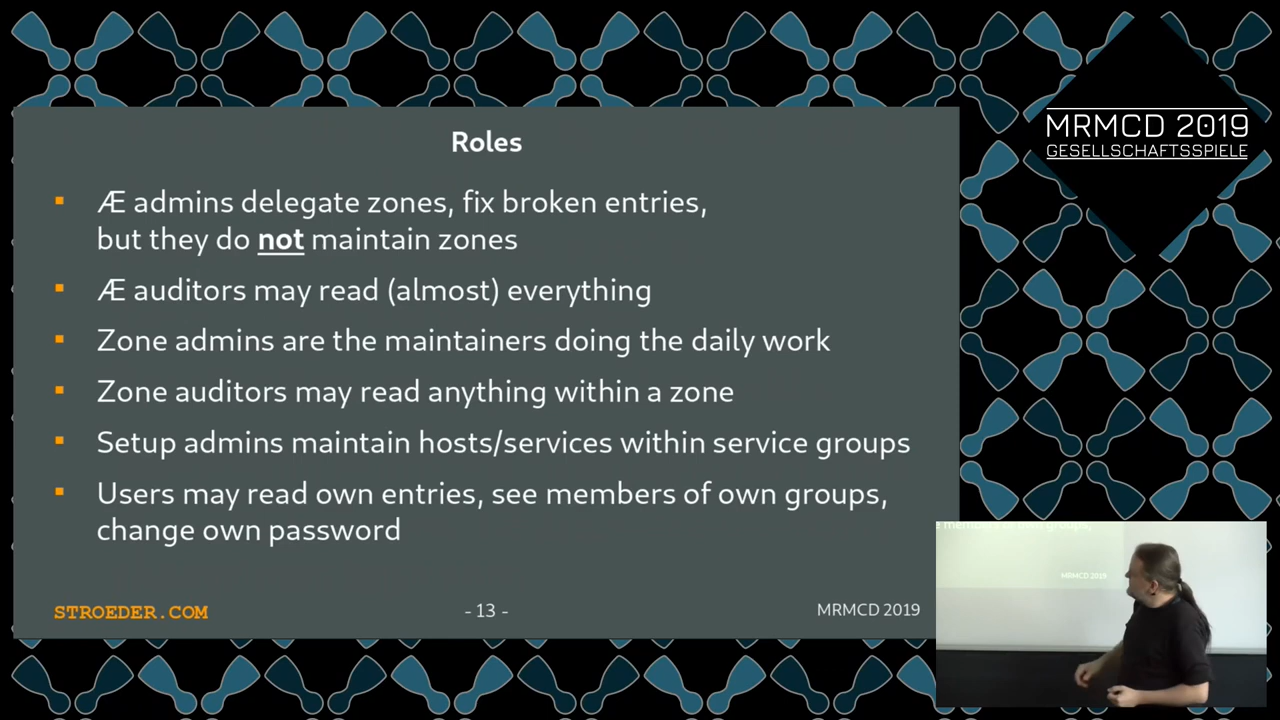 MRMCD 2019
GESELLSCHAFTSSPIELE
Roles
Æ admins delegate zones, fix broken entries,
but they do not maintain zones
Æ auditors may read (almost) everything
Zone admins are the maintainers doing the daily work
Zone auditors may read anything within a zone
Setup admins maintain hosts/services within service groups
Users may read own entries, see members of own groups,
change own password
STROEDER.COM
- 13 -
MRMCD 2019
MRMCD 2019